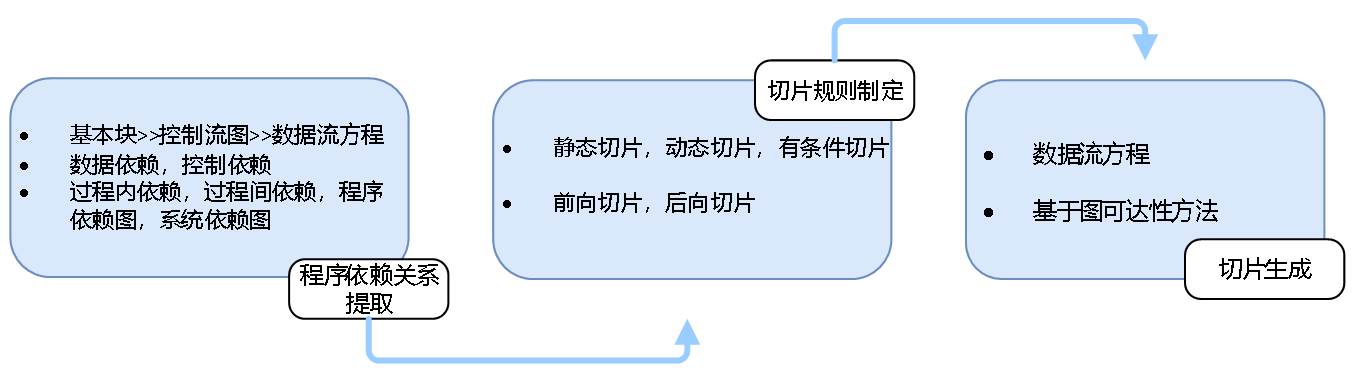 基本块>>控制流图>>数据流方程
数据依赖，控制依赖
过程内依赖，过程间依赖，程序
依赖图，系统依赖图
程序依赖关系
提取
切片规则制定
静态切片，动态切片，有条件切片
前向切片，后向切片
数据流方程
基于图可达性方法
切片生成